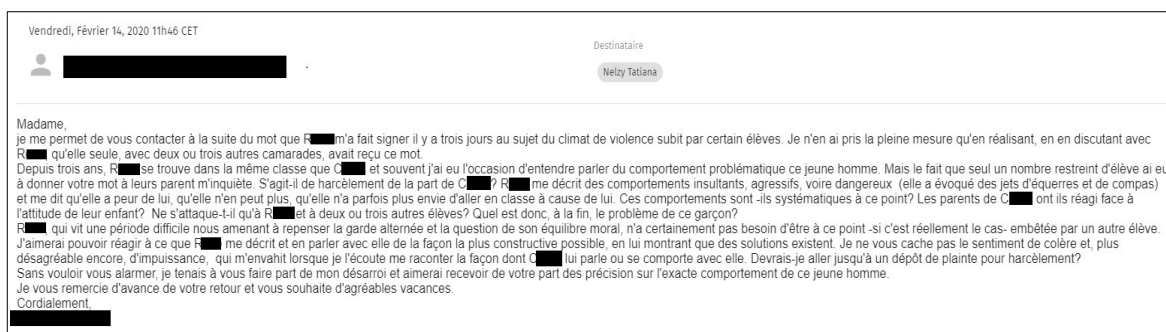 Vendredi, Février 14, 2020 11h46 CET
Destinataire
Nelzy Tatiana
Madame,
je me permet de vous contacter à la suite du mot que R m'a fait signer il y a trois jours au sujet du climat de violence subit par certain élèves. Je n'en ai pris la pleine mesure qu'en réalisant, en en discutant avec
R , qu'elle seule, avec deux ou trois autres camarades, avait reçu ce mot.
Depuis trois ans, R se trouve dans la même classe que C et souvent j'ai eu l'occasion d'entendre parler du comportement problématique ce jeune homme. Mais le fait que seul un nombre restreint d'élève ai eu
à donner votre mot à leurs parent m'inquiète. S'agit-il de harcèlement de la part de C ? R me décrit des comportements insultants, agressifs, voire dangereux (elle a évoqué des jets d'équerres et de compas)
et me dit qu'elle a peur de lui, qu'elle n'en peut plus, qu'elle n'a parfois plus envie d'aller en classe à cause de lui. Ces comportements sont -ils systématiques à ce point? Les parents de C ont ils réagi face à
l'attitude de leur enfant? Ne s'attaque-t-il qu'à R et à deux ou trois autres élèves? Quel est donc, à la fin, le problème de ce garçon?
R , qui vit une période difficile nous amenant à repenser la garde alternée et la question de son équilibre moral, n'a certainement pas besoin d'être à ce point -si c'est réellement le cas- embêtée par un autre élève.
J'aimerai pouvoir réagir à ce que R me décrit et en parler avec elle de la façon la plus constructive possible, en lui montrant que des solutions existent. Je ne vous cache pas le sentiment de colère et, plus
désagréable encore, d'impuissance, qui m'envahit lorsque je l'écoute me raconter la façon dont C lui parle ou se comporte avec elle. Devrais-je aller jusqu'à un dépôt de plainte pour harcèlement?
Sans vouloir vous alarmer, je tenais à vous faire part de mon désarroi et aimerai recevoir de votre part des précision sur l'exacte comportement de ce jeune homme.
Je vous remercie d'avance de votre retour et vous souhaite d'agréables vacances.
Cordialement,